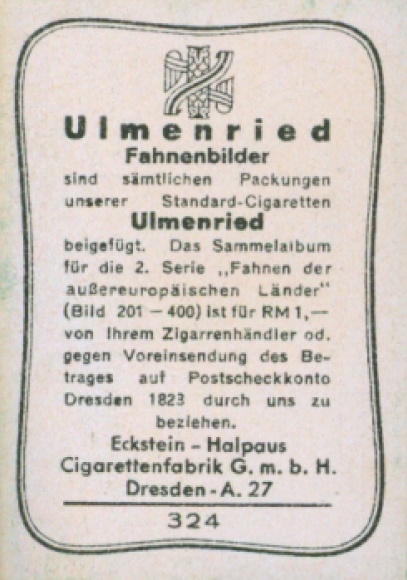 Ulmenried
Fahnenbilder
sind sämtlichen Packungen
unserer Standard-Cigaretten
Ulmenried
beigefügt. Das Sammelalbum
für die 2. Serie „Fahnen der
außereuropäischen Länder"
(Bild 201 – 400) ist für RM 1,—
von Ihrem Zigarrenhändler od.
gegen Voreinsendung des Be-
trages auf Postscheckkonto
Dresden 1823 durch uns zu
beziehen.
Eckstein - Halpaus
Cigarettenfabrik G. m. b. H.
Dresden - A. 27
324